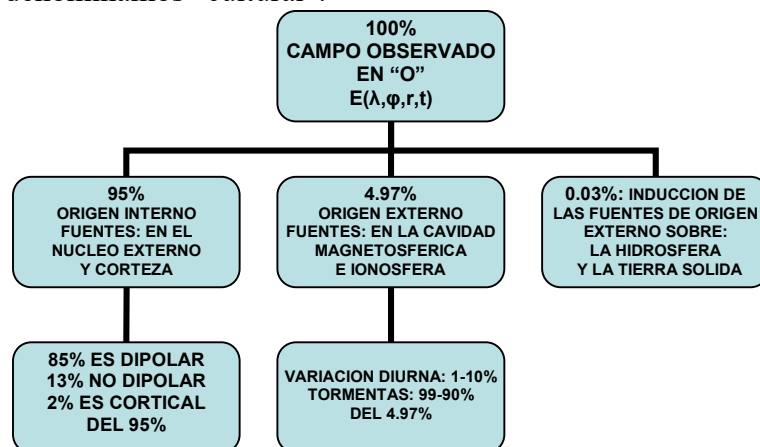 100%
CAMPO OBSERVADO
EN “O”
E(λ,φ,r,t)
95%
ORIGEN INTERNO
FUENTES: EN EL
NUCLEO EXTERNO
Y CORTEZA
4.97%
ORIGEN EXTERNO
FUENTES: EN LA CAVIDAD
MAGNETOSFERICA
E IONOSFERA
0.03%: INDUCCION DE
LAS FUENTES DE ORIGEN
EXTERNO SOBRE:
LA HIDROSFERA
Y LA TIERRA SOLIDA
85% ES DIPOLAR
13% NO DIPOLAR
2% ES CORTICAL
DEL 95%
VARIACION DIURNA: 1-10%
TORMENTAS: 99-90%
DEL 4.97%